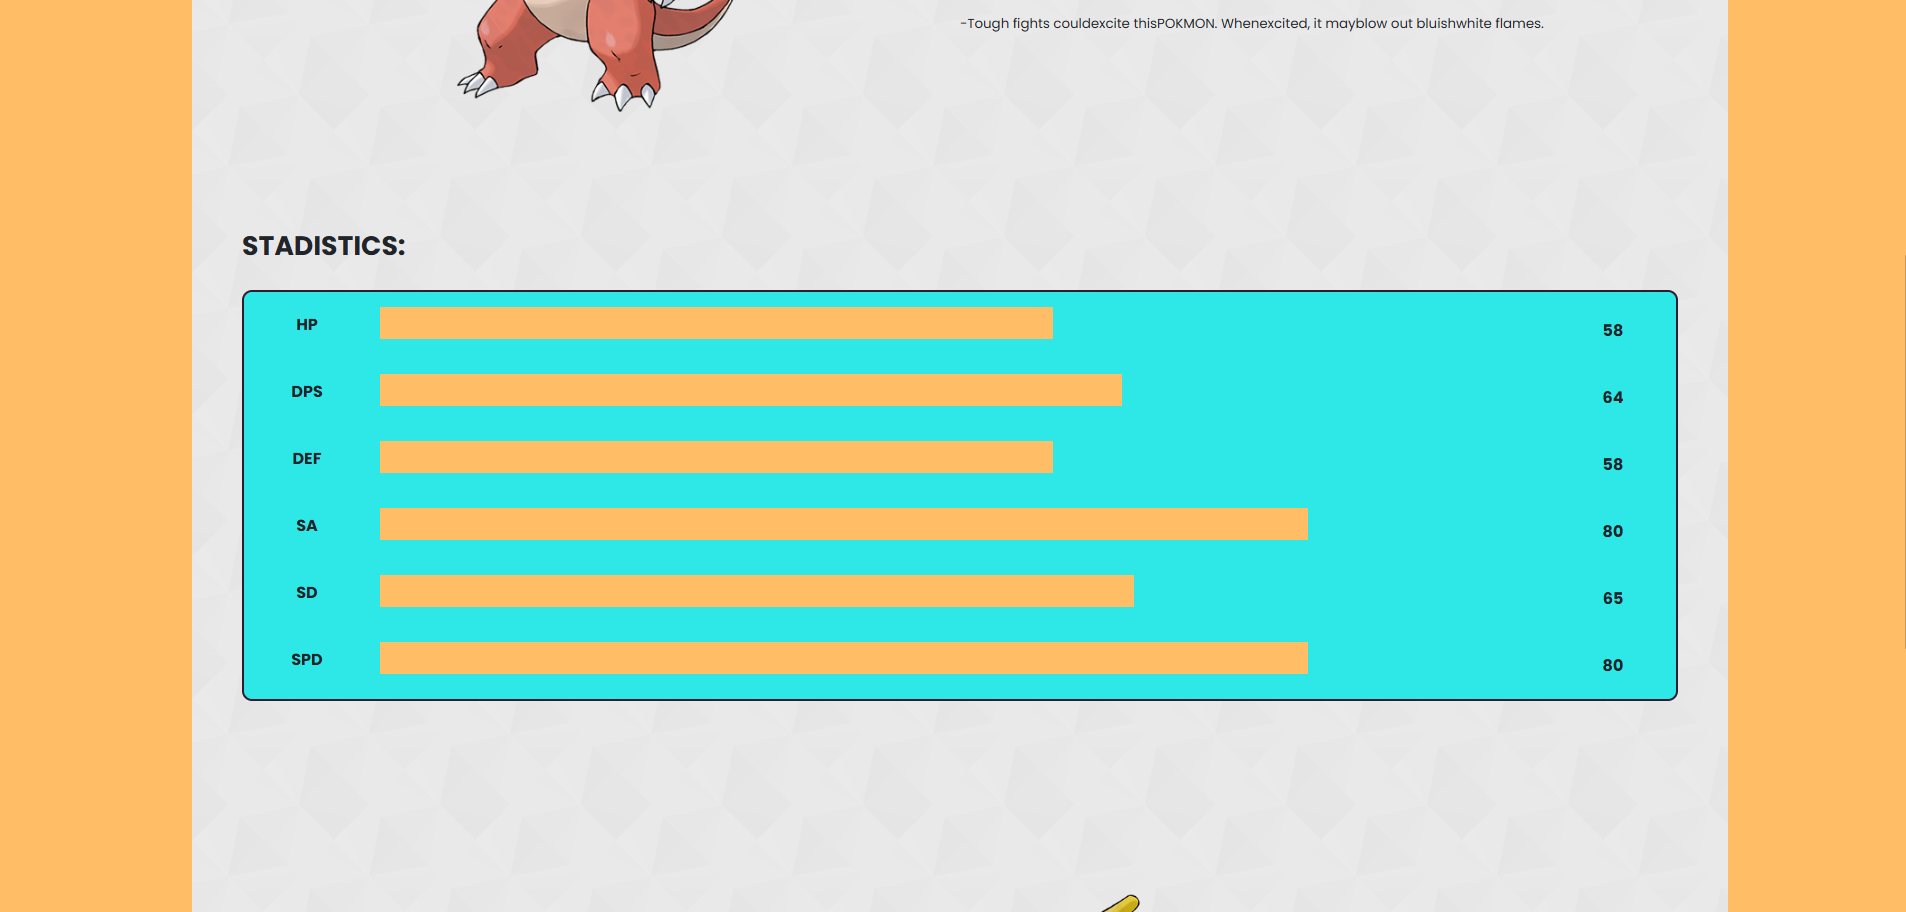 -Tough fights couldexcite thisPOKMON. Whenexcited, it mayblow out bluishwhite flames.
STADISTICS:
HP 58
DPS 64
DEF 58
SA 80
SD 65
SPD 80